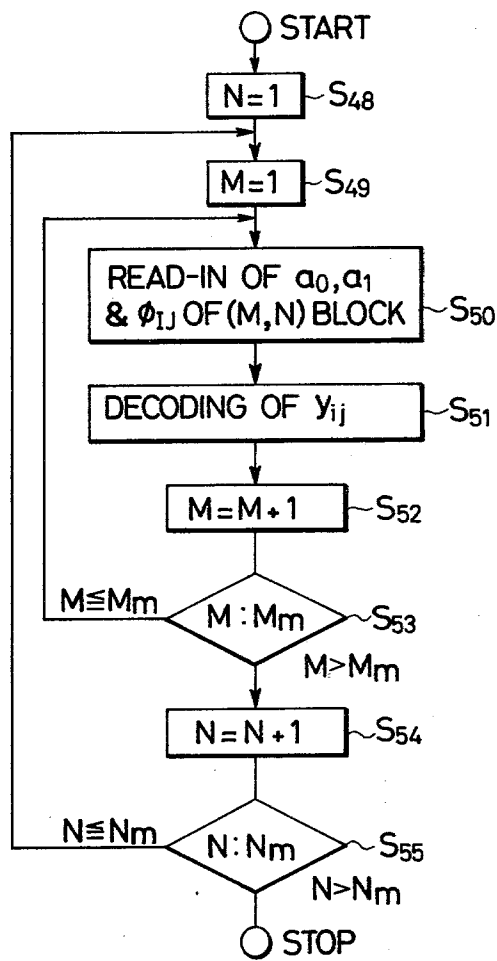 START
N=1 ~S48
M=1 ~S49
READ-IN OF a0,a1
& ϕIJ OF (M,N) BLOCK ~S50
DECODING OF yij ~S51
M=M+1 ~S52
M≦Mm
M:Mm ~S53
M>Mm
N=N+1 ~S54
N≦Nm
N:Nm ~S55
N>Nm
STOP